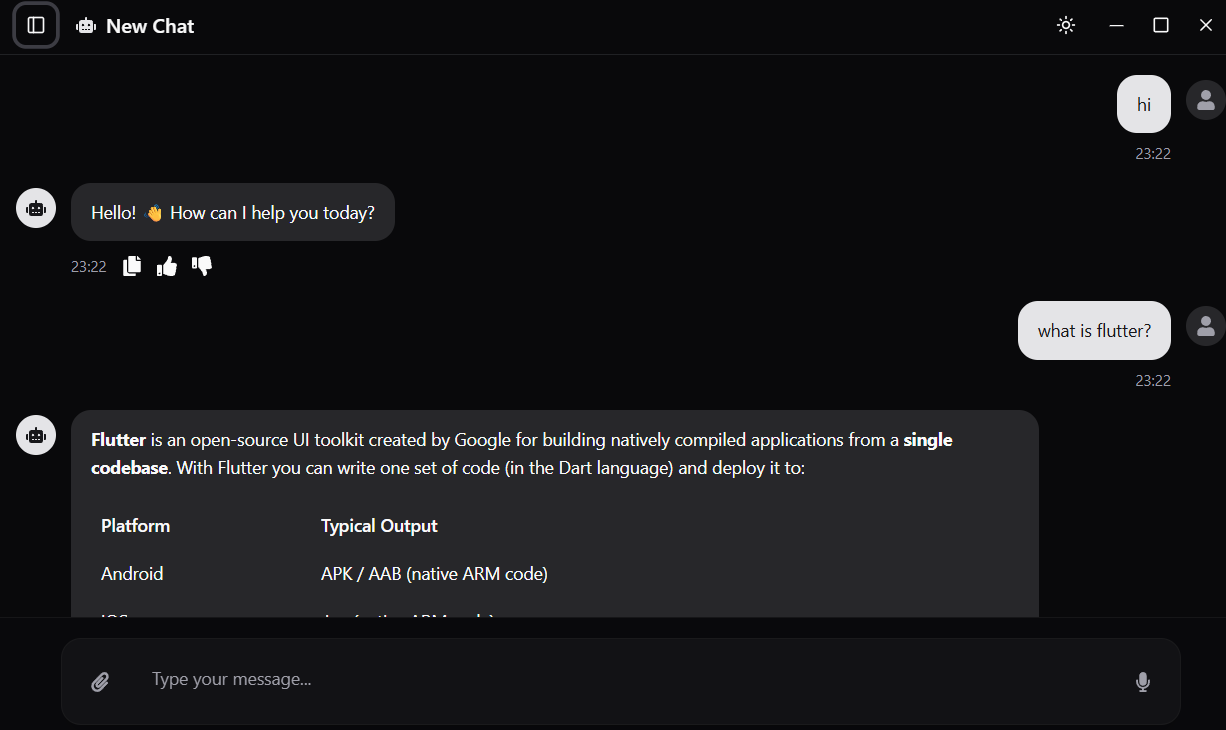 New Chat
hi
23:22
Hello! 👋 How can I help you today?
23:22
what is flutter?
23:22
Flutter is an open-source UI toolkit created by Google for building natively compiled applications from a single
codebase. With Flutter you can write one set of code (in the Dart language) and deploy it to:
Platform Typical Output
Android APK / AAB (native ARM code)
Type your message...